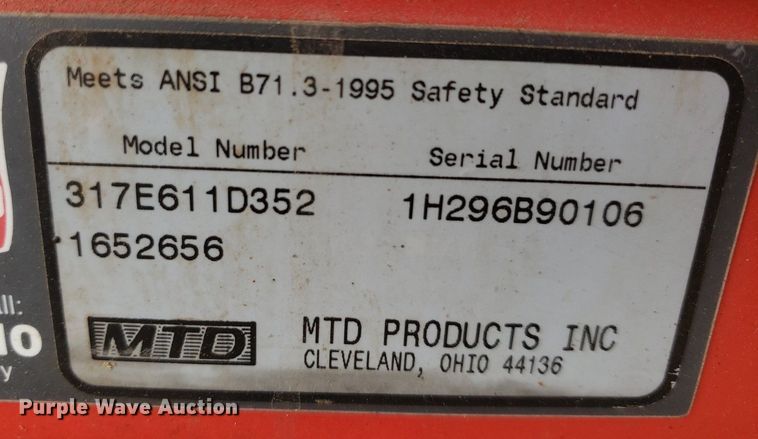 Meets ANSI B71.3-1995 Safety Standard
Model Number Serial Number
317E611D352 1H296B90106
1652656
MTD MTD PRODUCTS INC
CLEVELAND, OHIO 44136
Purple Wave Auction